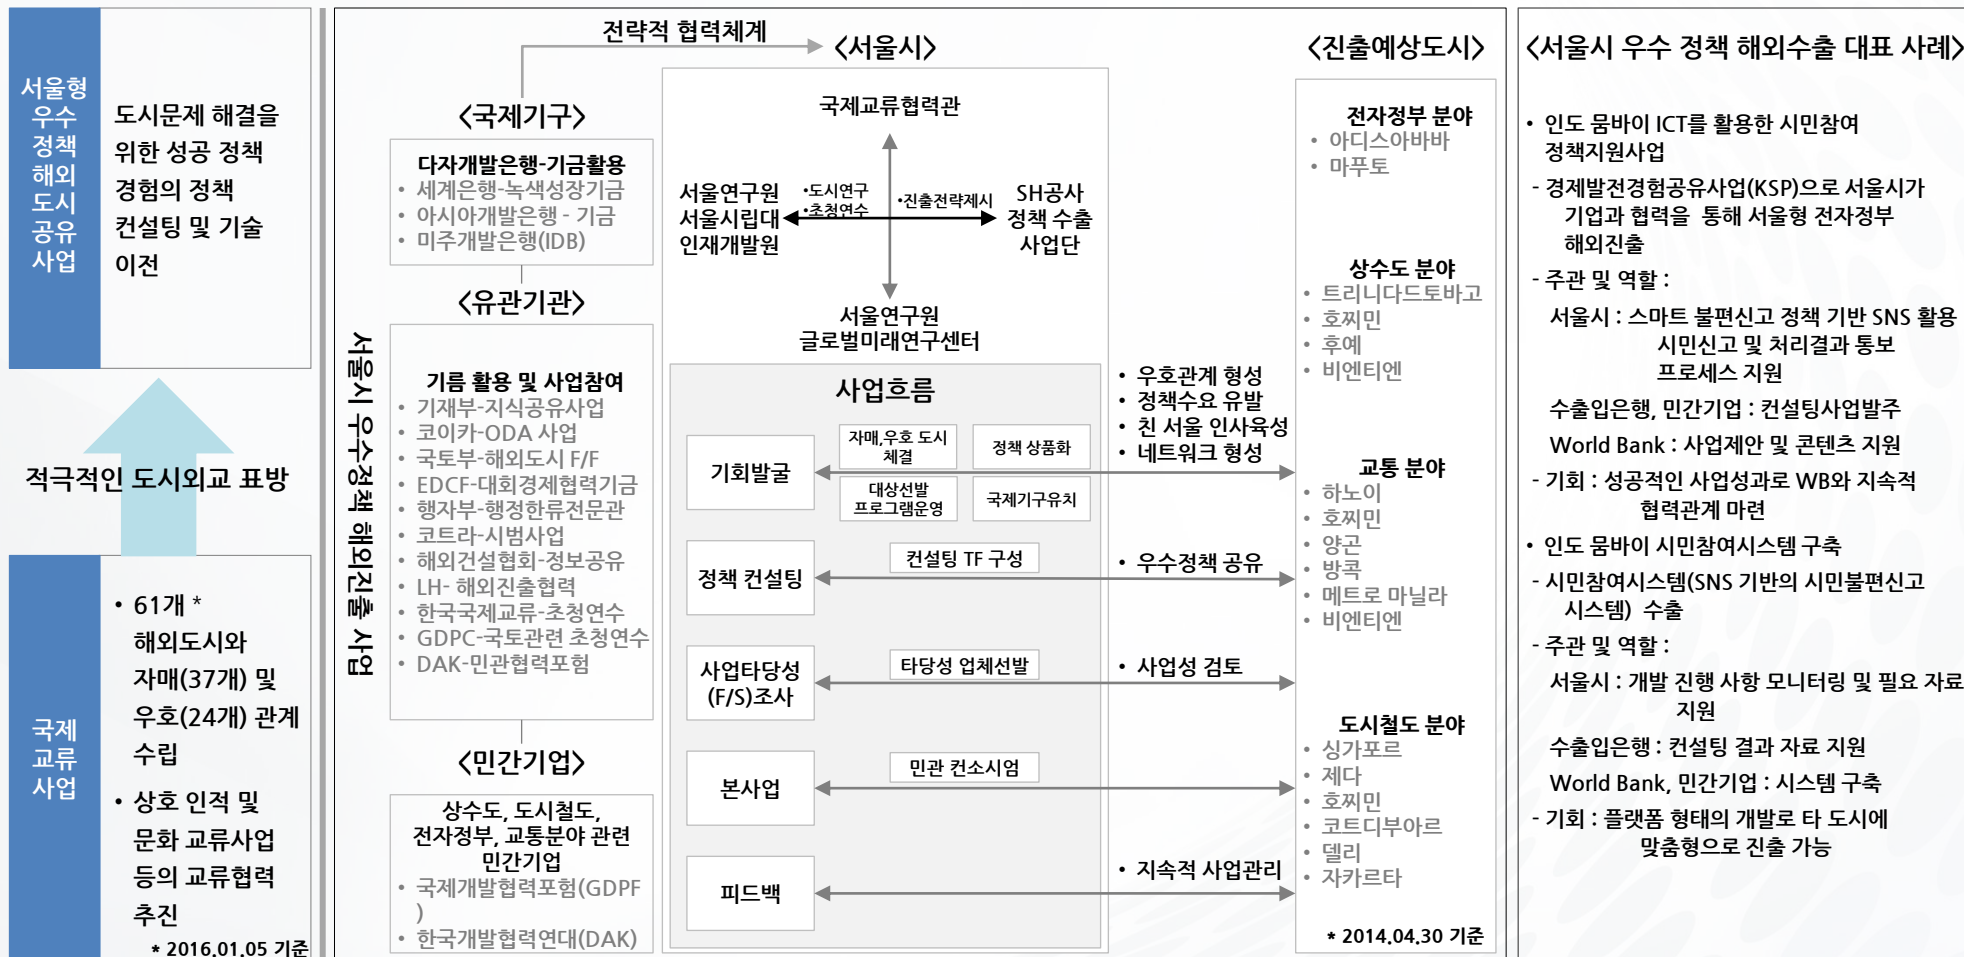 서울형
우수
정책
해외
도시
공유
사업
도시문제 해결을
위한 성공 정책
경험의 정책
컨설팅 및 기술
이전
적극적인 도시외교 표방
국제
교류
사업
• 61개 *
해외도시와
자매(37개) 및
우호(24개) 관계
수립
• 상호 인적 및
문화 교류사업
등의 교류협력
추진
* 2016.01.05 기준
서울시 우수정책 해외진출 사업
전략적 협력체계
<국제기구>
다자개발은행-기금활용
• 세계은행-녹색성장기금
• 아시아개발은행 - 기금
• 미주개발은행(IDB)
<유관기관>
기름 활용 및 사업참여
• 기재부-지식공유사업
• 코이카-ODA 사업
• 국토부-해외도시 F/F
• EDCF-대회경제협력기금
• 행자부-행정한류전문관
• 코트라-시범사업
• 해외건설협회-정보공유
• LH- 해외진출협력
• 한국국제교류-초청연수
• GDPC-국토관련 초청연수
• DAK-민관협력포험
<민간기업>
상수도, 도시철도,
전자정부, 교통분야 관련
민간기업
• 국제개발협력포험(GDPF
)
• 한국개발협력연대(DAK)
<서울시>
국제교류협력관
서울연구원
서울시립대
인재개발원
•도시연구
•초청연수
•진출전략제시
SH공사
정책 수출
사업단
서울연구원
글로벌미래연구센터
사업흐름
기회발굴
자매,우호 도시
체결
정책 상품화
대상선발
프로그램운영
국제기구유치
• 우호관계 형성
• 정책수요 유발
• 친 서울 인사육성
• 네트워크 형성
정책 컨설팅
컨설팅 TF 구성
• 우수정책 공유
사업타당성
(F/S)조사
타당성 업체선발
• 사업성 검토
본사업
민관 컨소시엄
피드백
• 지속적 사업관리
<진출예상도시>
전자정부 분야
• 아디스아바바
• 마푸토
상수도 분야
• 트리니다드토바고
• 호찌민
• 후예
• 비엔티엔
교통 분야
• 하노이
• 호찌민
• 양곤
• 방콕
• 메트로 마닐라
• 비엔티엔
도시철도 분야
• 싱가포르
• 제다
• 호찌민
• 코트디부아르
• 델리
• 자카르타
* 2014.04.30 기준
<서울시 우수 정책 해외수출 대표 사례>
• 인도 뭄바이 ICT를 활용한 시민참여
정책지원사업
- 경제발전경험공유사업(KSP)으로 서울시가
기업과 협력을 통해 서울형 전자정부
해외진출
- 주관 및 역할 :
서울시 : 스마트 불편신고 정책 기반 SNS 활용
시민신고 및 처리결과 통보
프로세스 지원
수출입은행, 민간기업 : 컨설팅사업발주
World Bank : 사업제안 및 콘텐츠 지원
- 기회 : 성공적인 사업성과로 WB와 지속적
협력관계 마련
• 인도 뭄바이 시민참여시스템 구축
- 시민참여시스템(SNS 기반의 시민불편신고
시스템) 수출
- 주관 및 역할 :
서울시 : 개발 진행 사항 모니터링 및 필요 자료
지원
수출입은행 : 컨설팅 결과 자료 지원
World Bank, 민간기업 : 시스템 구축
- 기회 : 플랫폼 형태의 개발로 타 도시에
맞춤형으로 진출 가능